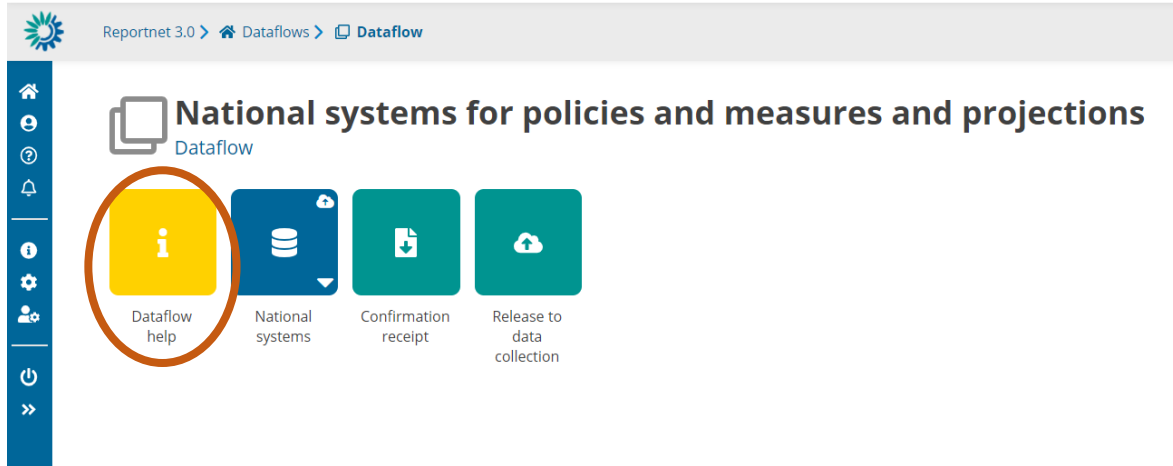 Reportnet 3.0 Dataflows Dataflow
National systems for policies and measures and projections
Dataflow
Dataflow
help
National
systems
Confirmation
receipt
Release to
data
collection